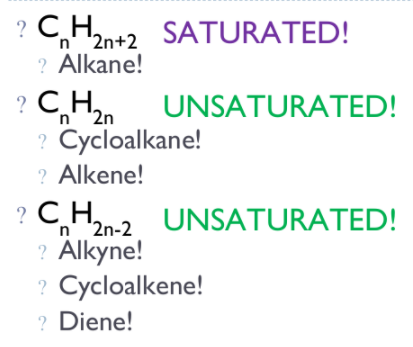 ? CnH2n+2 SATURATED!
? Alkane!
? CnH2n UNSATURATED!
? Cycloalkane!
? Alkene!
? CnH2n-2 UNSATURATED!
? Alkyne!
? Cycloalkene!
? Diene!